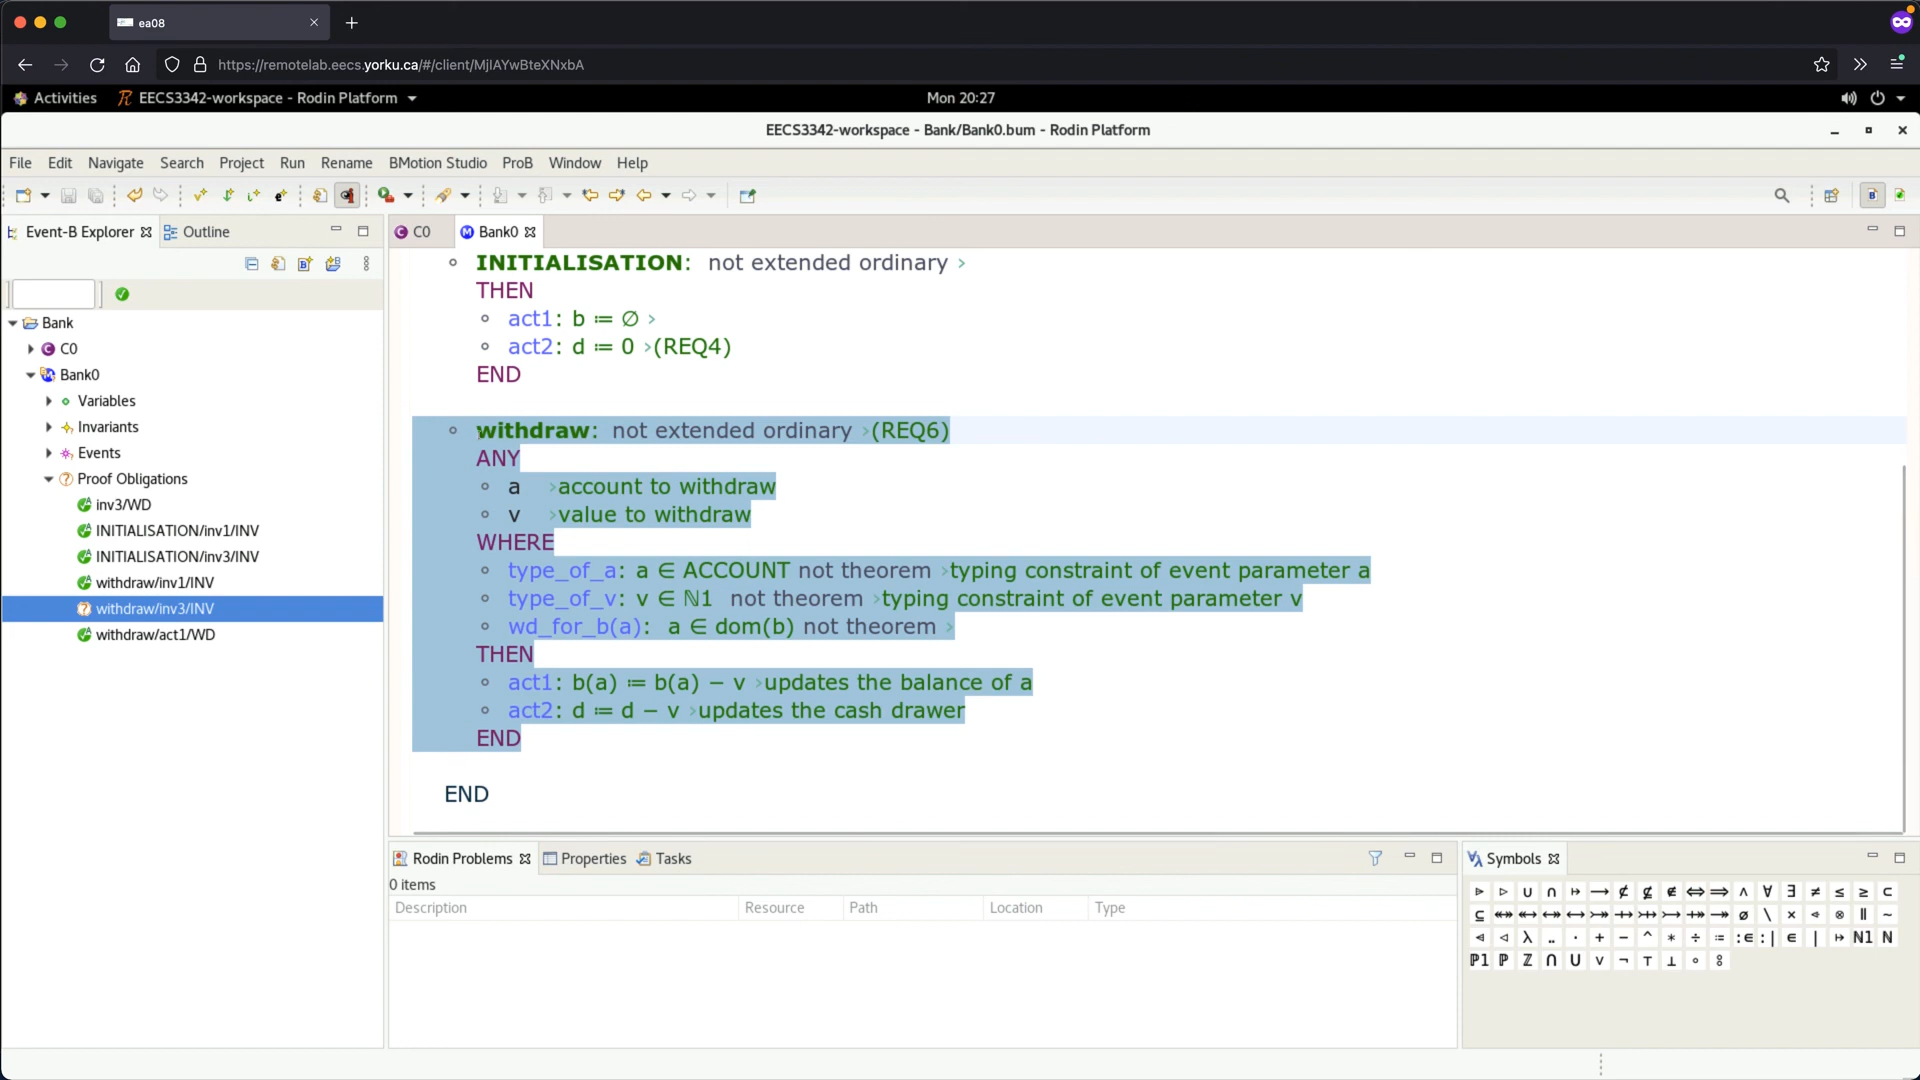 ea08
https://remotelab.eecs.yorku.ca/#/client/MjIAYwBteXNxbA
Activities EECS3342-workspace - Rodin Platform Mon 20:27
EECS3342-workspace - Bank/Bank0.bum - Rodin Platform
File Edit Navigate Search Project Run Rename BMotion Studio ProB Window Help
Event-B Explorer Outline
C0 Bank0
Bank
C0
Bank0
Variables
Invariants
Events
Proof Obligations
inv3/WD
INITIALISATION/inv1/INV
INITIALISATION/inv3/INV
withdraw/inv1/INV
withdraw/inv3/INV
withdraw/act1/WD
INITIALISATION: not extended ordinary ›
THEN
act1: b ≔ ∅ ›
act2: d ≔ 0 ›(REQ4)
END
withdraw: not extended ordinary ›(REQ6)
ANY
a ›account to withdraw
v ›value to withdraw
WHERE
type_of_a: a ∈ ACCOUNT not theorem ›typing constraint of event parameter a
type_of_v: v ∈ ℕ1 not theorem ›typing constraint of event parameter v
wd_for_b(a): a ∈ dom(b) not theorem ›
THEN
act1: b(a) ≔ b(a) − v ›updates the balance of a
act2: d ≔ d − v ›updates the cash drawer
END
END
Rodin Problems Properties Tasks
0 items
Description Resource Path Location Type
Symbols